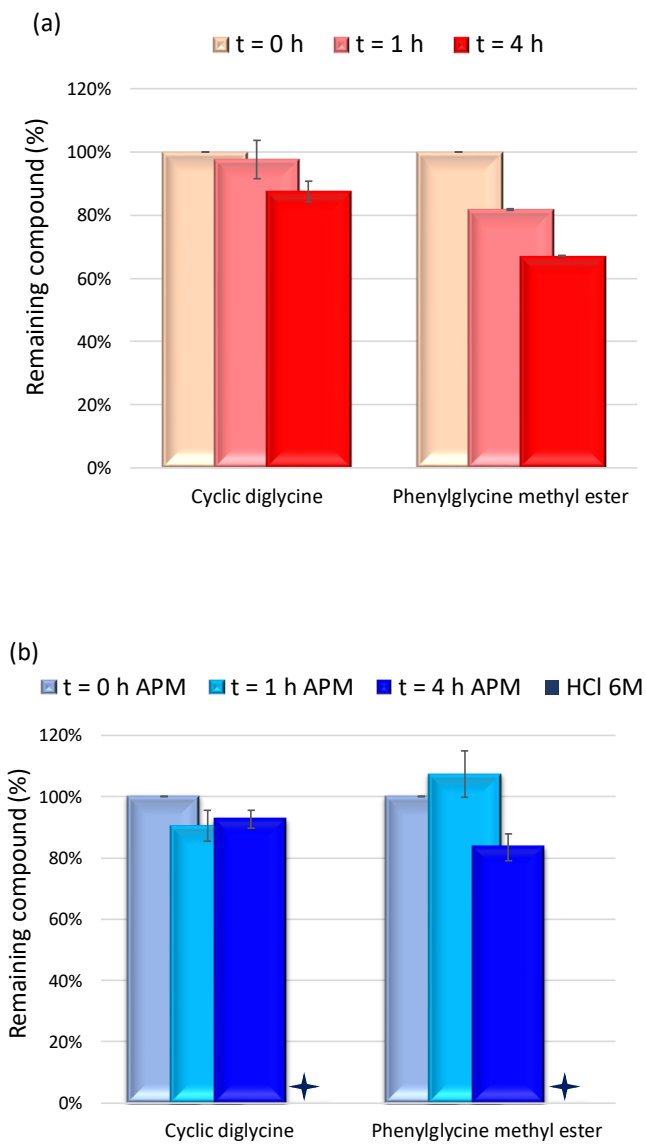 (a)
t = 0 h t = 1 h t = 4 h
120%
100%
80%
60%
40%
20%
0%
Remaining compound (%)
Cyclic diglycine Phenylglycine methyl ester
(b)
t = 0 h APM t = 1 h APM t = 4 h APM HCl 6M
120%
100%
80%
60%
40%
20%
0%
Remaining compound (%)
Cyclic diglycine Phenylglycine methyl ester